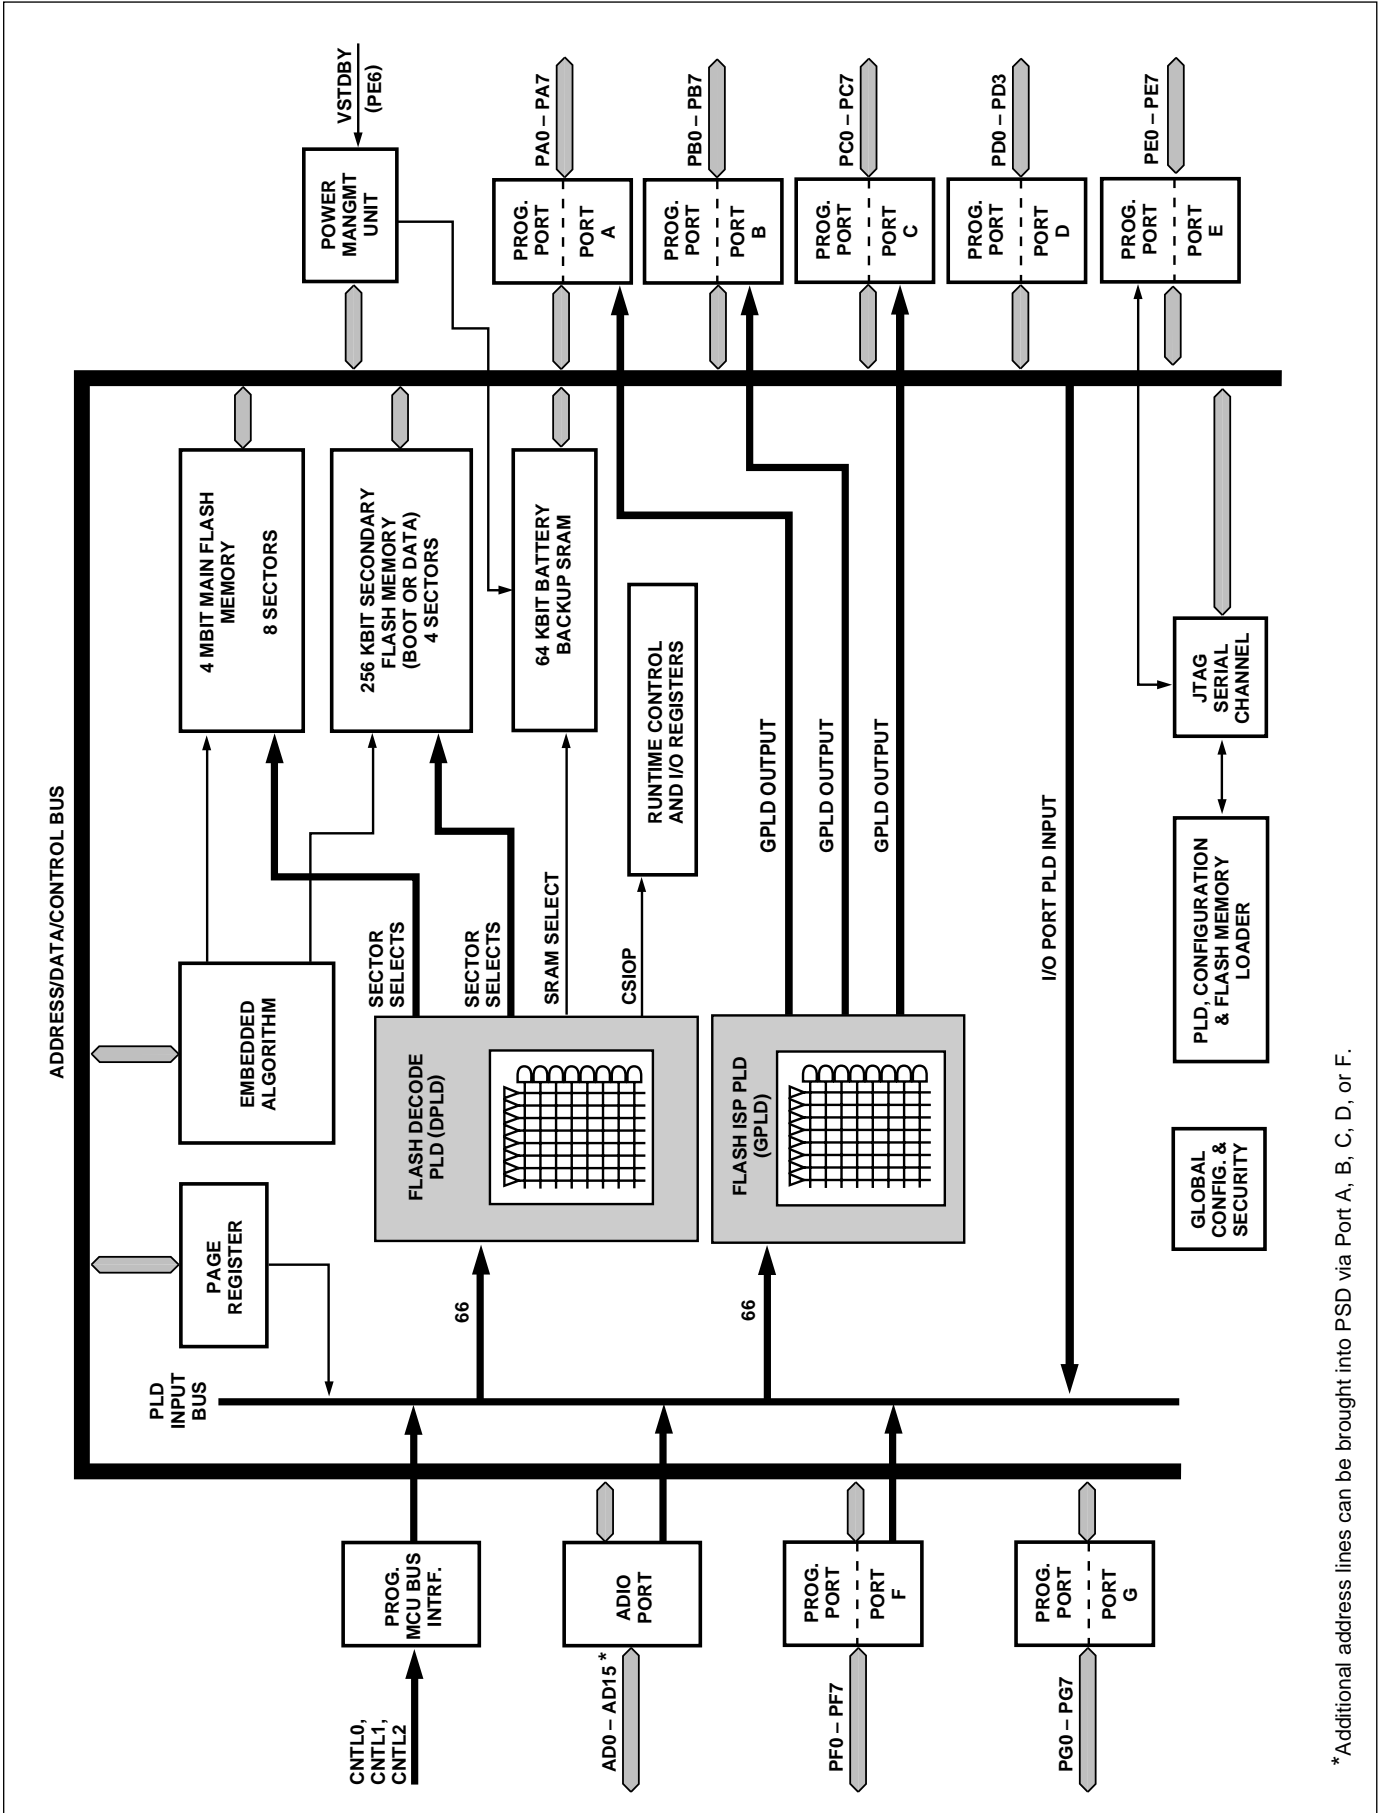 ADDRESS/DATA/CONTROL BUS
CNTL0,
CNTL1,
CNTL2
PROG.
MCU BUS
INTRF.
PLD
INPUT
BUS
PAGE
REGISTER
EMBEDDED
ALGORITHM
4 MBIT MAIN FLASH
MEMORY
8 SECTORS
POWER
MANGMT
UNIT
VSTDBY
(PE6)
256 KBIT SECONDARY
FLASH MEMORY
(BOOT OR DATA)
4 SECTORS
SECTOR
SELECTS
SECTOR
SELECTS
66
FLASH DECODE
PLD (DPLD)
SRAM SELECT
CSIOP
64 KBIT BATTERY
BACKUP SRAM
RUNTIME CONTROL
AND I/O REGISTERS
PROG.
PORT
PORT
A
PA0 – PA7
AD0 – AD15 *
ADIO
PORT
PROG.
PORT
PORT
B
PB0 – PB7
66
FLASH ISP PLD
(GPLD)
GPLD OUTPUT
GPLD OUTPUT
GPLD OUTPUT
PF0 – PF7
PROG.
PORT
PORT
F
PROG.
PORT
PORT
C
PC0 – PC7
I/O PORT PLD INPUT
PROG.
PORT
PORT
D
PD0 – PD3
PG0 – PG7
PROG.
PORT
PORT
G
PROG.
PORT
PORT
E
PE0 – PE7
GLOBAL
CONFIG. &
SECURITY
PLD, CONFIGURATION
& FLASH MEMORY
LOADER
JTAG
SERIAL
CHANNEL
*Additional address lines can be brought into PSD via Port A, B, C, D, or F.